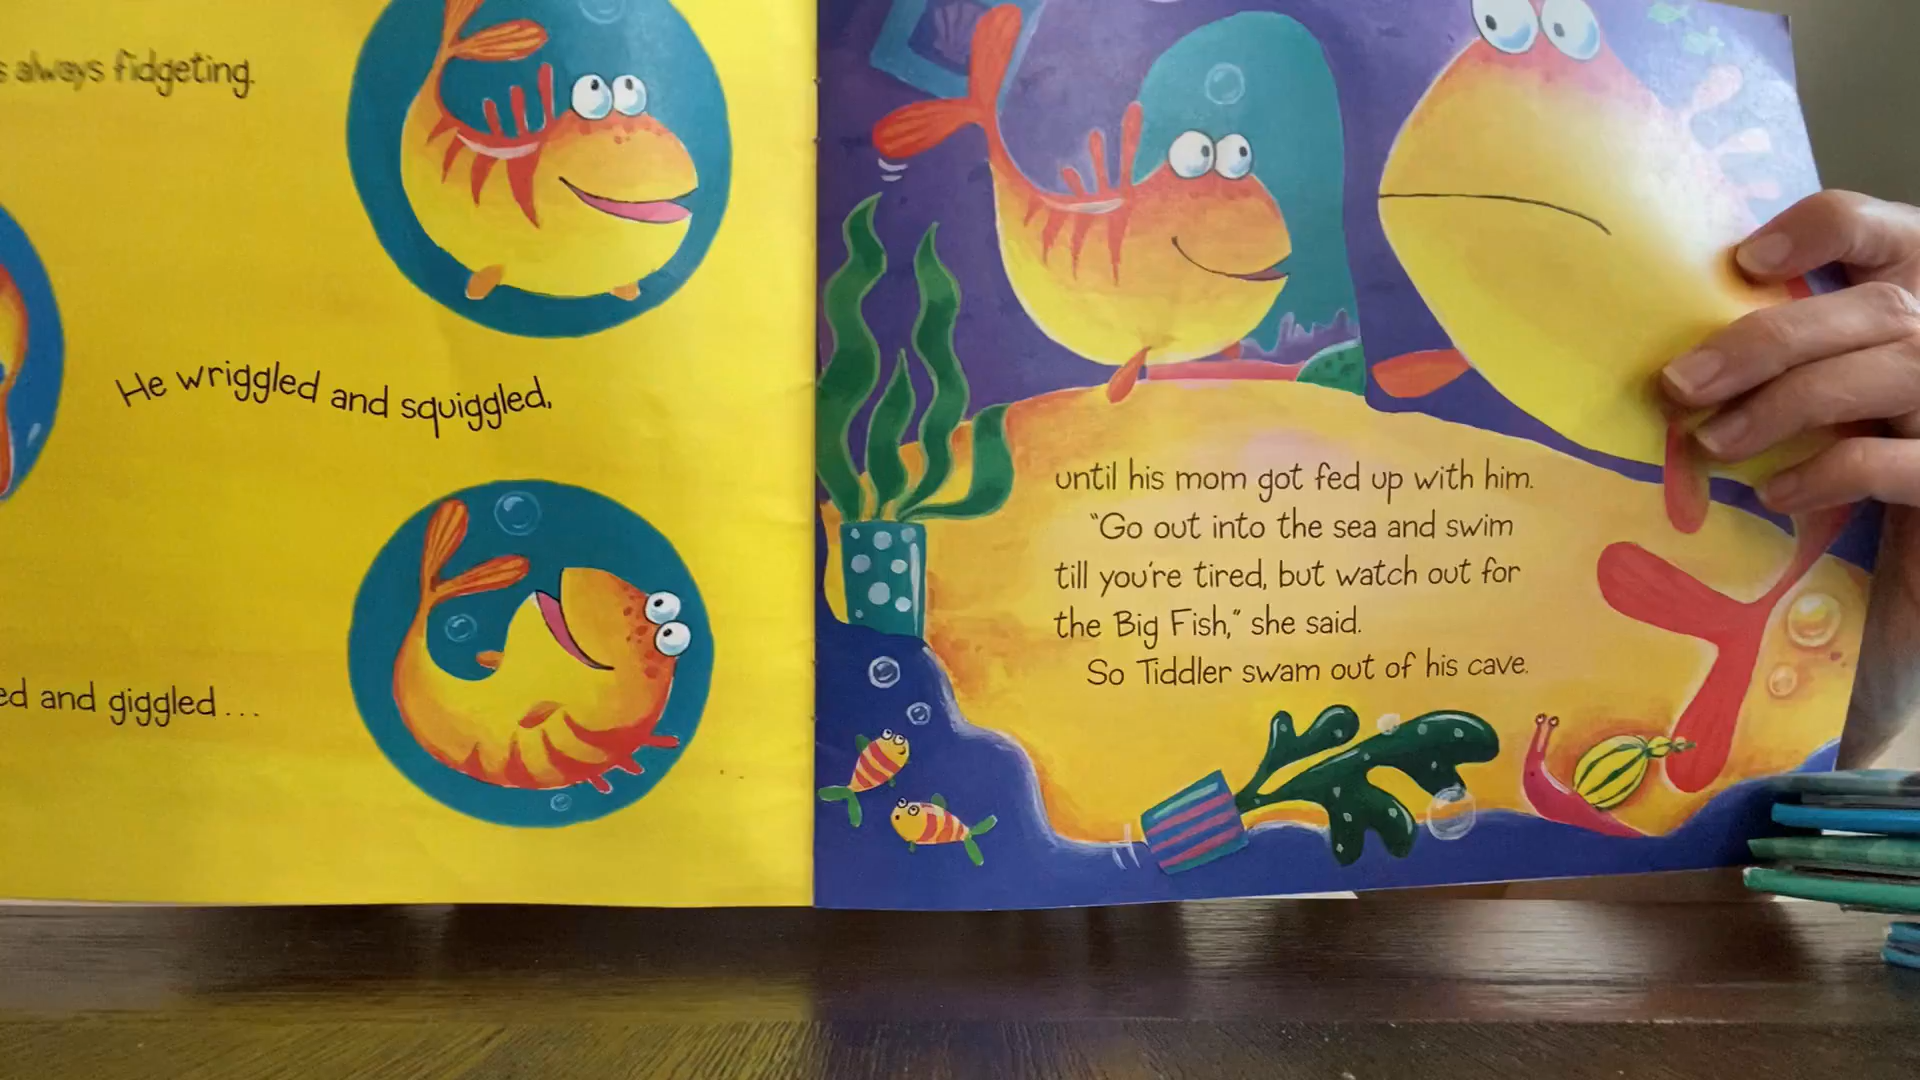 always fidgeting.
He wriggled and squiggled,
and giggled...
until his mom got fed up with him.
"Go out into the sea and swim
till you're tired, but watch out for
the Big Fish," she said.
So Tiddler swam out of his cave.